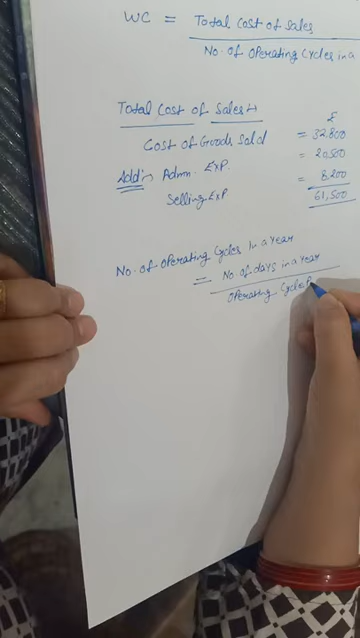 WC = Total Cost of Sales
No. of Operating Cycles in a
Total Cost of Sales
£
Cost of Goods Sold = 32,800
Add: Admn. Exp. = 20,500
Selling Exp = 8,200
61,500
No. of Operating Cycles in a Year
= No. of days in a Year
Operating Cycle P